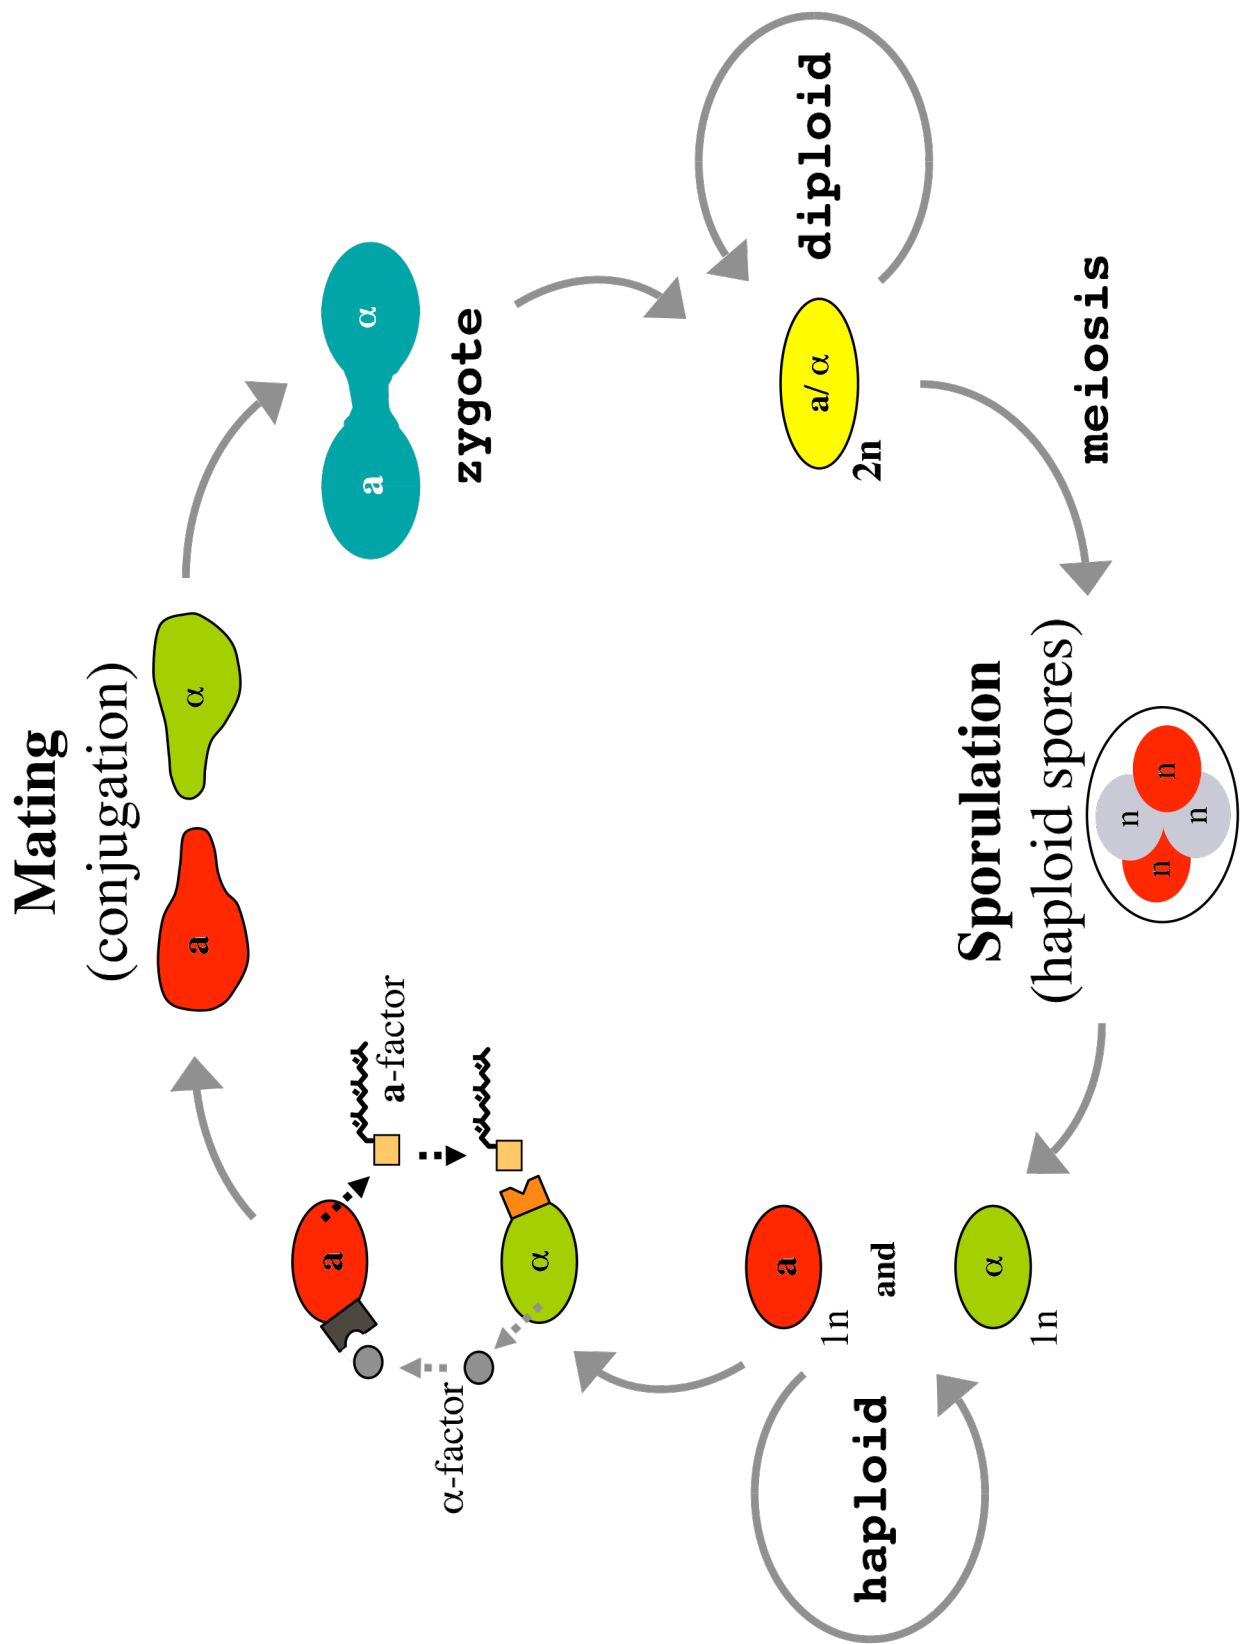 Mating
(conjugation)
a
α
a
α
zygote
a
a-factor
α
α-factor
a/ α
2n
diploid
meiosis
a
1n
and
α
1n
haploid
Sporulation
(haploid spores)
n
n
n
n